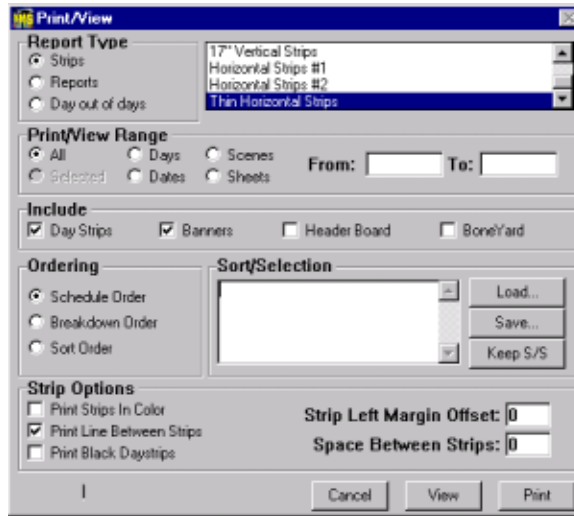 MMS Print/View
Report Type
Strips
Reports
Day out of days
17" Vertical Strips
Horizontal Strips #1
Horizontal Strips #2
Thin Horizontal Strips
Print/View Range
All Days Scenes
Selected Dates Sheets
From: To:
Include
Day Strips Banners Header Board BoneYard
Ordering
Schedule Order
Breakdown Order
Sort Order
Sort/Selection
Load...
Save...
Keep S/S
Strip Options
Print Strips In Color
Print Line Between Strips
Print Black Daystrips
Strip Left Margin Offset: 0
Space Between Strips: 0
Cancel View Print